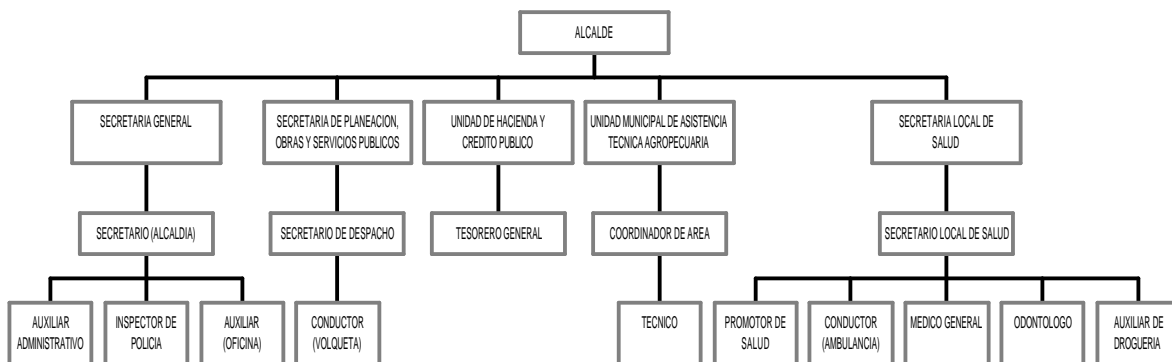 ALCALDE
SECRETARIA GENERAL
SECRETARIA DE PLANEACION,
OBRAS Y SERVICIOS PUBLICOS
UNIDAD DE HACIENDA Y
CREDITO PUBLICO
UNIDAD MUNICIPAL DE ASISTENCIA
TECNICA AGROPECUARIA
SECRETARIA LOCAL DE
SALUD
SECRETARIO (ALCALDIA)
SECRETARIO DE DESPACHO
TESORERO GENERAL
COORDINADOR DE AREA
SECRETARIO LOCAL DE SALUD
AUXILIAR
ADMINISTRATIVO
INSPECTOR DE
POLICIA
AUXILIAR
(OFICINA)
CONDUCTOR
(VOLQUETA)
TECNICO
PROMOTOR DE
SALUD
CONDUCTOR
(AMBULANCIA)
MEDICO GENERAL
ODONTOLOGO
AUXILIAR DE
DROGUERIA